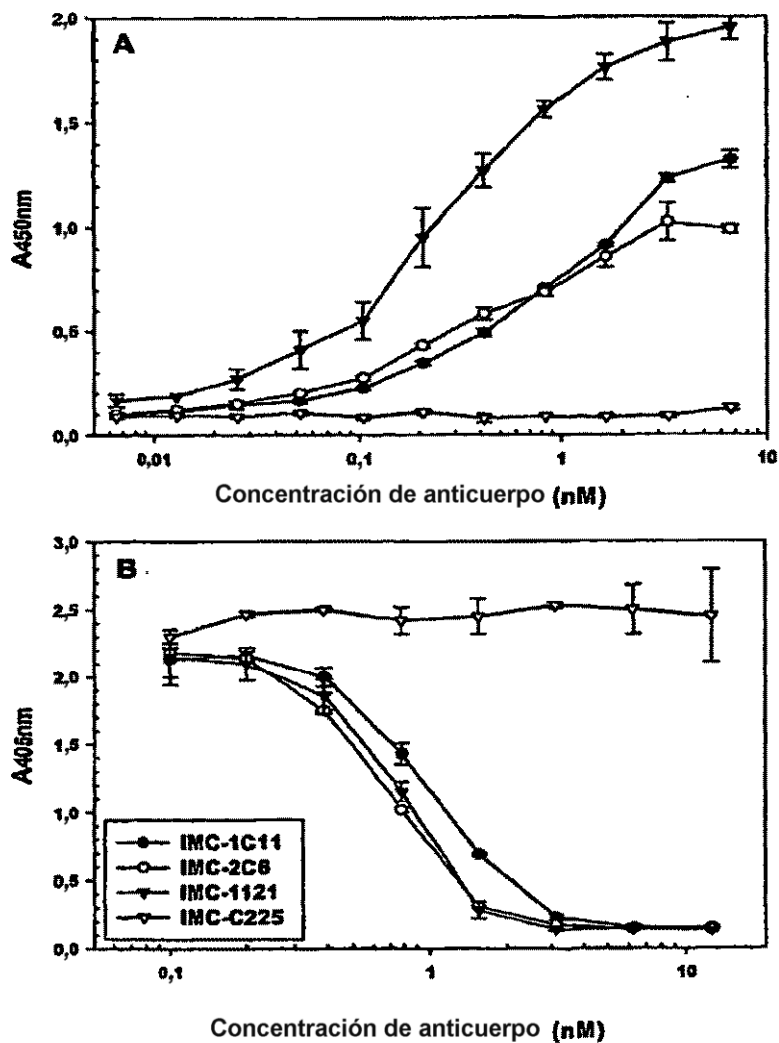 A
2,0
1,5
1,0
0,5
0,0
A450nm
0,01
0,1
1
10
Concentración de anticuerpo (nM)
B
3,0
2,5
2,0
1,5
1,0
0,5
0,0
A405nm
IMC-1C11
IMC-2C6
IMC-1121
IMC-C225
0,1
1
10
Concentración de anticuerpo (nM)